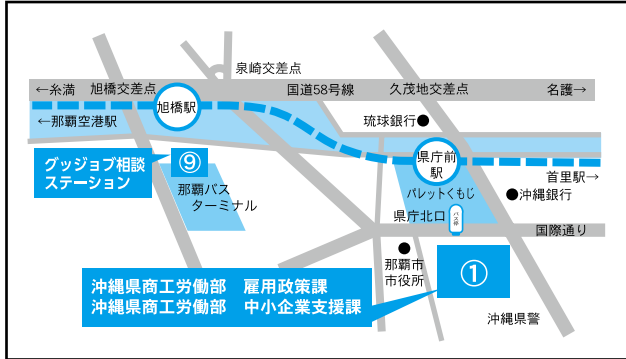 泉崎交差点
←糸満
旭橋交差点
国道58号線
久茂地交差点
名護→
旭橋駅
←那覇空港駅
琉球銀行●
県庁前
駅
首里駅→
グッジョブ相談
ステーション
⑨
那覇バス
ターミナル
パレットくもじ
●沖縄銀行
県庁北口
バス停
国際通り
那覇市
市役所
①
沖縄県商工労働部　雇用政策課
沖縄県商工労働部　中小企業支援課
沖縄県警